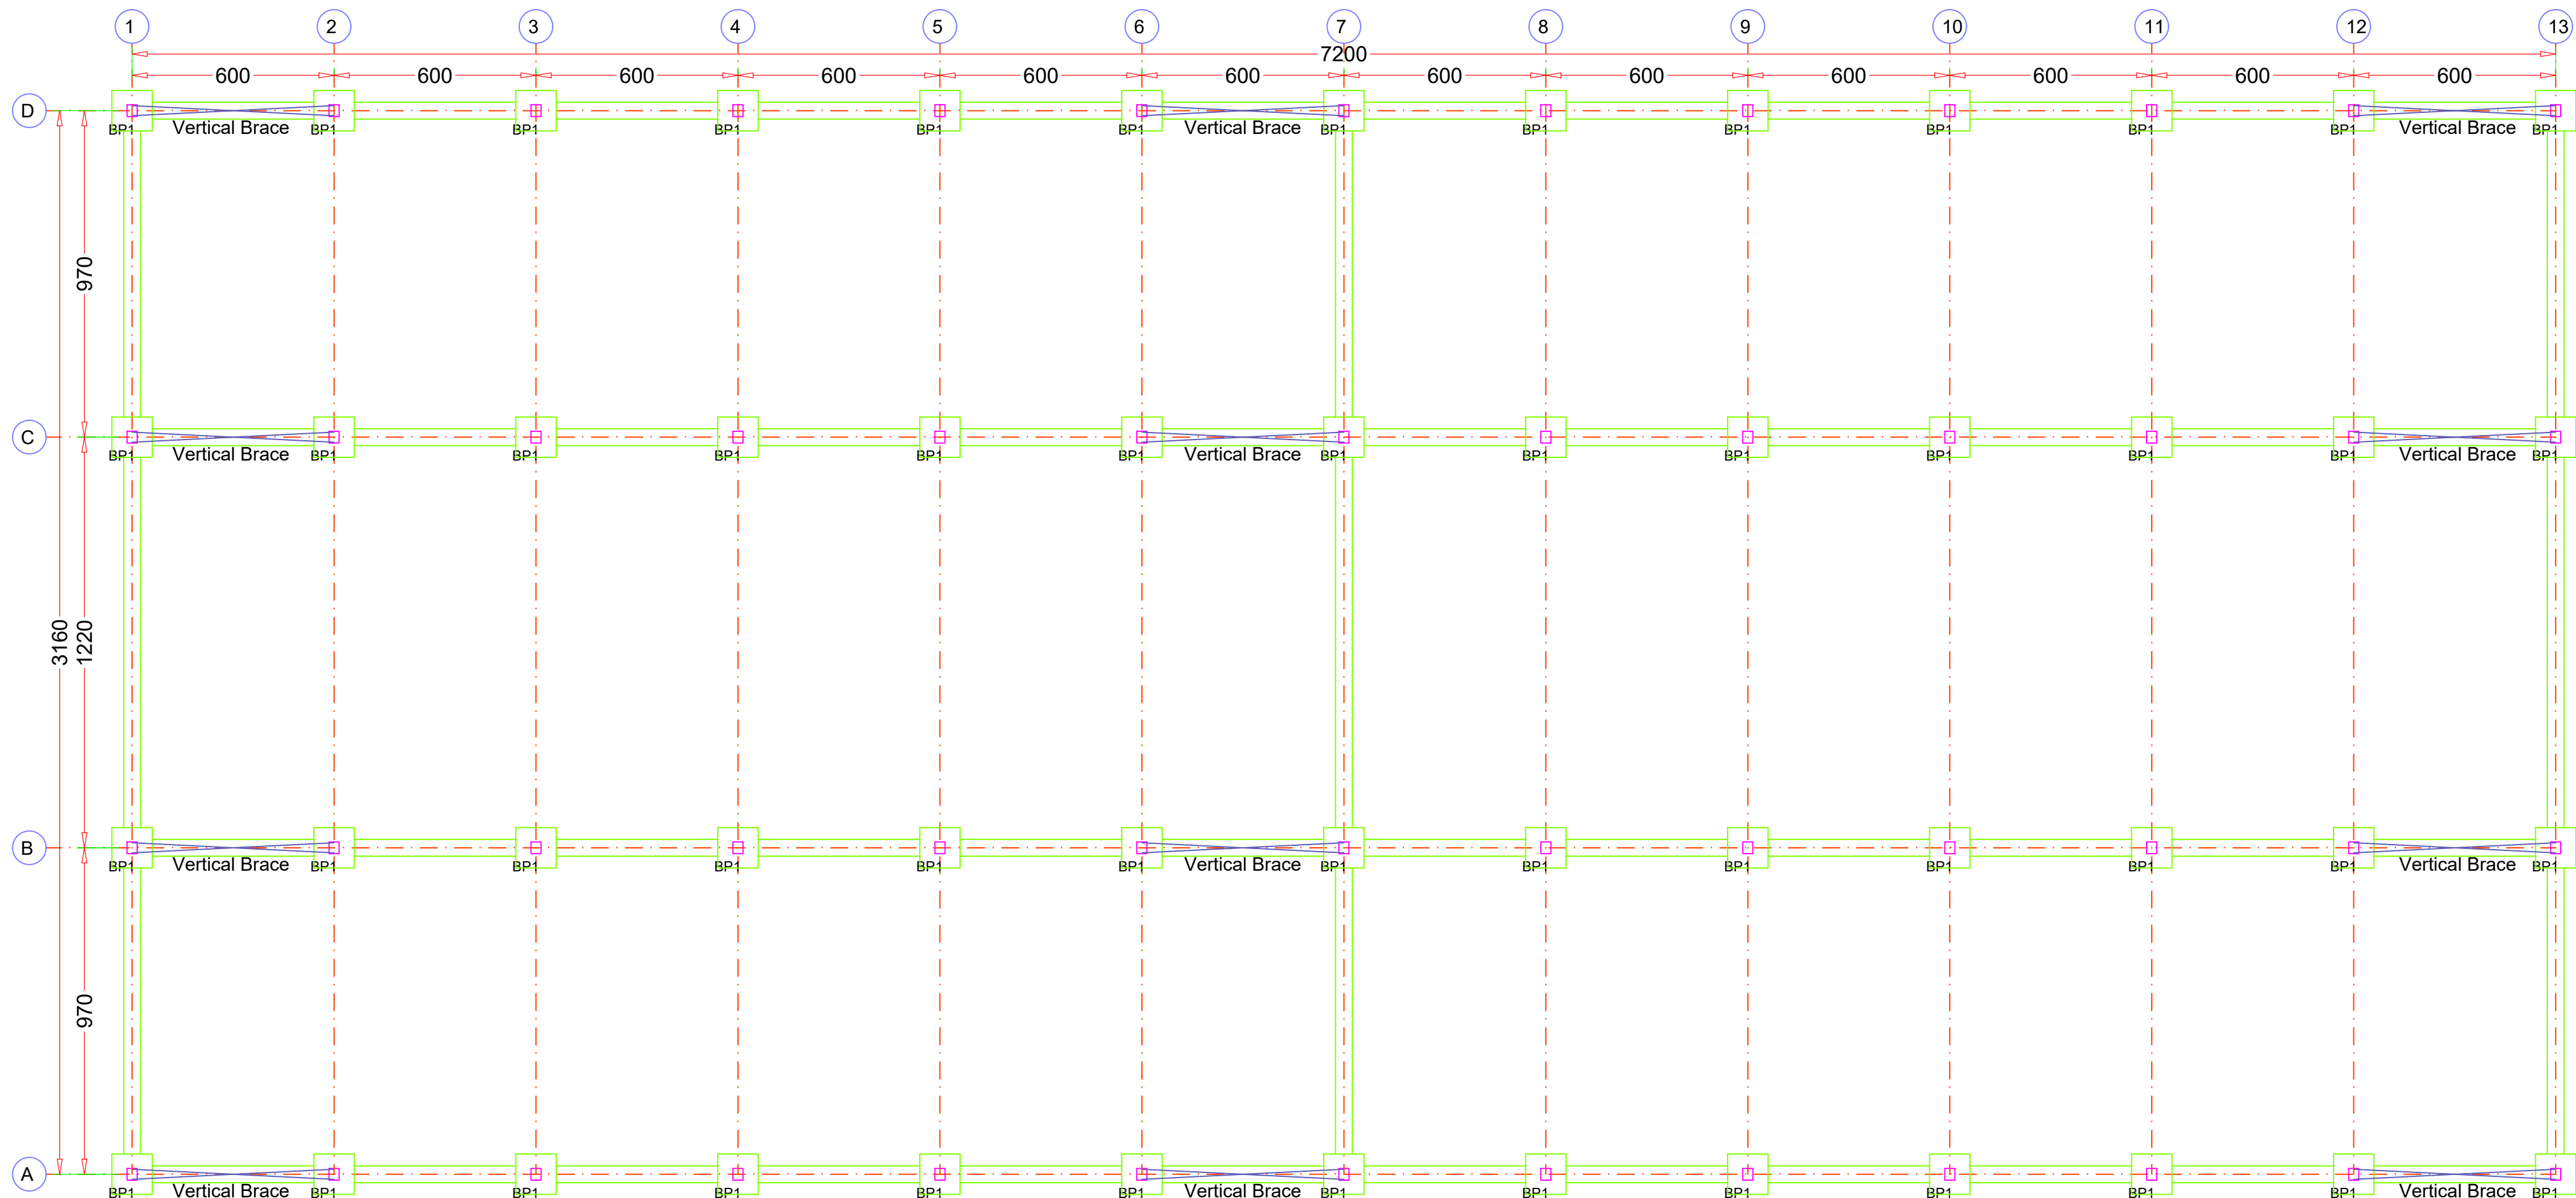 1 2 3 4 5 6 7 8 9 10 11 12 13
7200
600 600 600 600 600 600 600 600 600 600 600 600
D
BP1 Vertical Brace BP1 BP1 BP1 BP1 BP1 Vertical Brace BP1 BP1 BP1 BP1 BP1 BP1 Vertical Brace BP1
970
C
BP1 Vertical Brace BP1 BP1 BP1 BP1 BP1 Vertical Brace BP1 BP1 BP1 BP1 BP1 BP1 Vertical Brace BP1
3160 1220
B
BP1 Vertical Brace BP1 BP1 BP1 BP1 BP1 Vertical Brace BP1 BP1 BP1 BP1 BP1 BP1 Vertical Brace BP1
970
A
BP1 Vertical Brace BP1 BP1 BP1 BP1 BP1 Vertical Brace BP1 BP1 BP1 BP1 BP1 BP1 Vertical Brace BP1